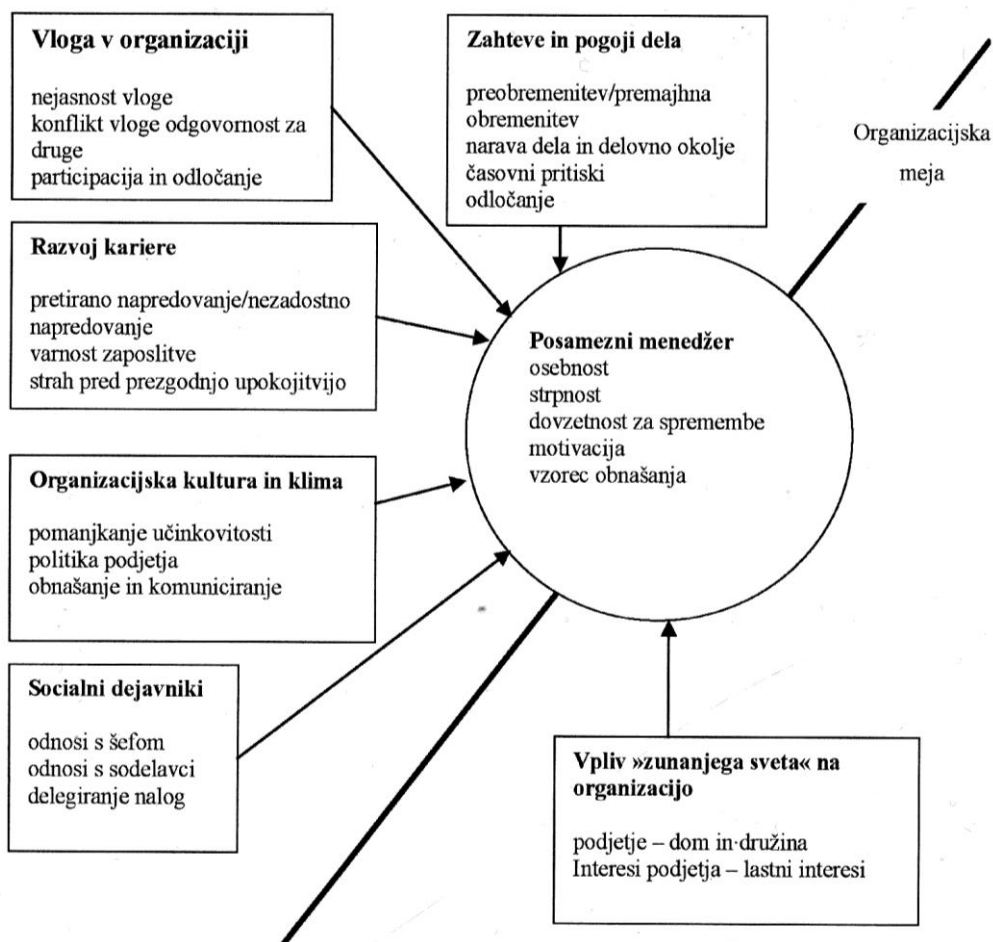 Vloga v organizaciji
nejasnost vloge
konflikt vloge odgovornost za
druge
participacija in odločanje
Zahteve in pogoji dela
preobremenitev/premajhna
obremenitev
narava dela in delovno okolje
časovni pritiski
odločanje
Organizacijska
meja
Razvoj kariere
pretirano napredovanje/nezadostno
napredovanje
varnost zaposlitve
strah pred prezgodnjo upokojitvijo
Posamezni menedžer
osebnost
strpnost
dovzetnost za spremembe
motivacija
vzorec obnašanja
Organizacijska kultura in klima
pomanjkanje učinkovitosti
politika podjetja
obnašanje in komuniciranje
Socialni dejavniki
odnosi s šefom
odnosi s sodelavci
delegiranje nalog
Vpliv »zunanjega sveta« na
organizacijo
podjetje – dom in družina
Interesi podjetja – lastni interesi